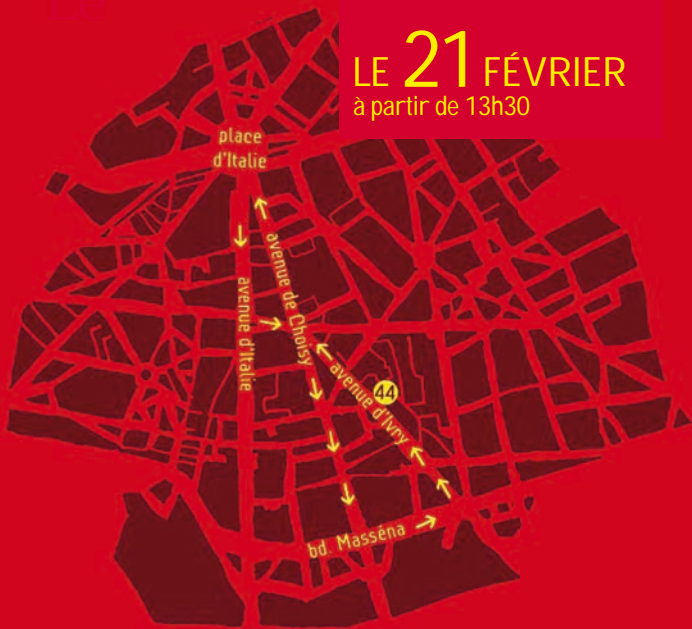 LE 21 FÉVRIER
à partir de 13h30
place
d'Italie
avenue de Choisy
avenue d'Italie
44
avenue d'Ivry
bd. Masséna